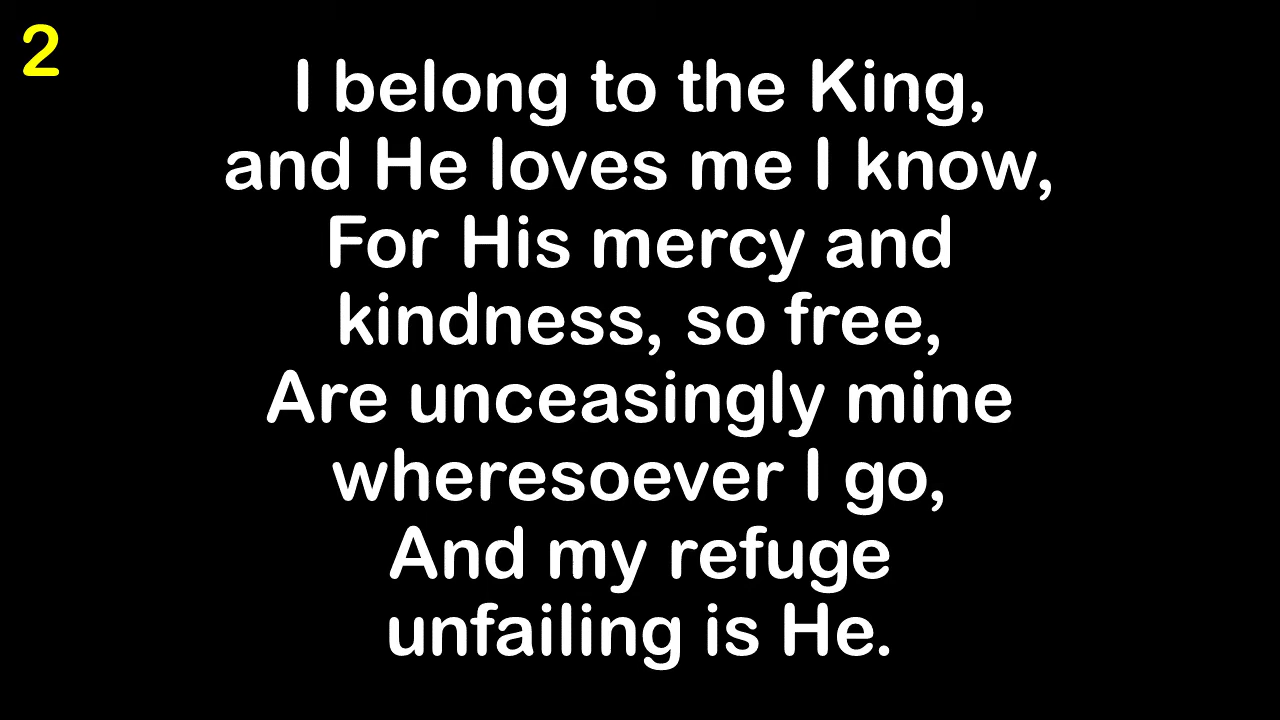 2
I belong to the King,
and He loves me I know,
For His mercy and
kindness, so free,
Are unceasingly mine
wheresoever I go,
And my refuge
unfailing is He.